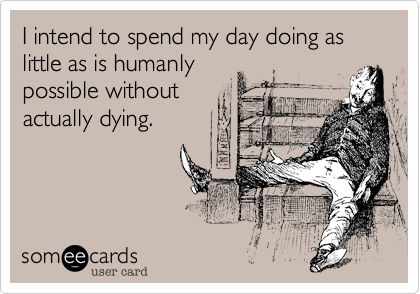 I intend to spend my day doing as
little as is humanly
possible without
actually dying.
someecards
user card